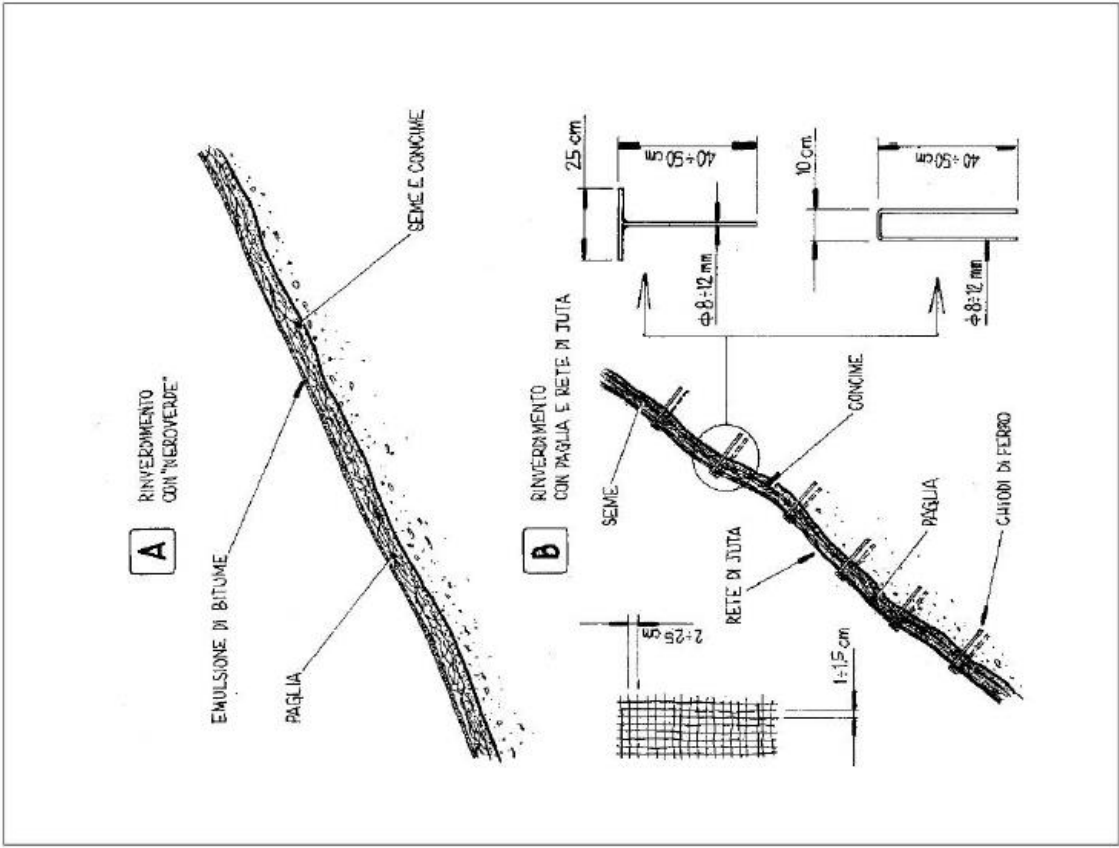 A
RINVERDIMENTO
CON "NEROVERDE"
EMULSIONE DI BITUME
PAGLIA
SEME E CONCIME
B
RINVERDIMENTO
CON PAGLIA E RETE DI JUTA
SEME
RETE DI JUTA
CONCIME
PAGLIA
CHIODI DI FERRO
2÷25
cm
1÷1,5 cm
25 cm
40÷50 cm
ϕ 8÷12 mm
10 cm
40÷50 cm
ϕ 8÷12 mm